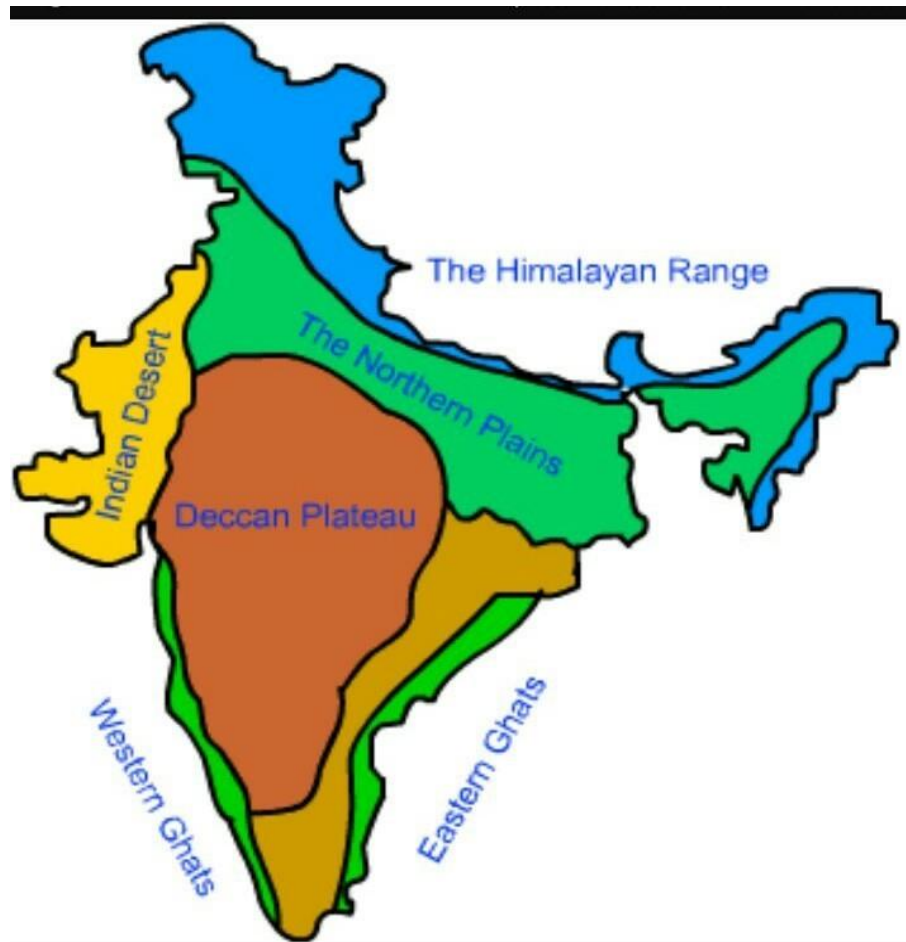 The Himalayan Range
The Northern Plains
Indian Desert
Deccan Plateau
Western Ghats
Eastern Ghats